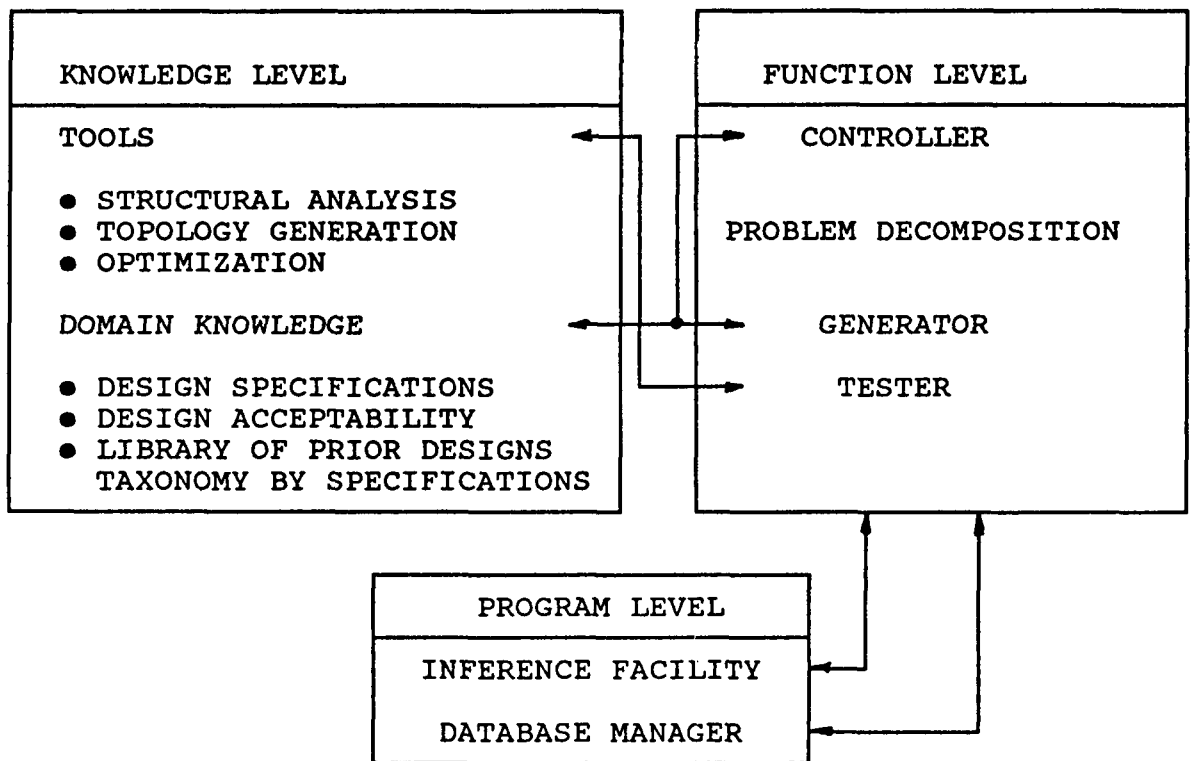 KNOWLEDGE LEVEL
TOOLS
● STRUCTURAL ANALYSIS
● TOPOLOGY GENERATION
● OPTIMIZATION
DOMAIN KNOWLEDGE
● DESIGN SPECIFICATIONS
● DESIGN ACCEPTABILITY
● LIBRARY OF PRIOR DESIGNS
TAXONOMY BY SPECIFICATIONS
FUNCTION LEVEL
CONTROLLER
PROBLEM DECOMPOSITION
GENERATOR
TESTER
PROGRAM LEVEL
INFERENCE FACILITY
DATABASE MANAGER